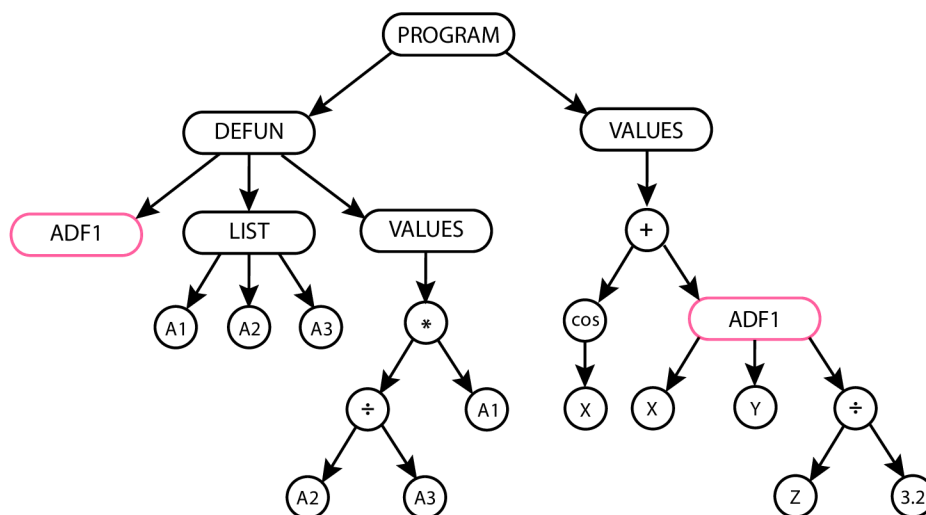 PROGRAM
DEFUN
VALUES
ADF1
LIST
VALUES
+
A1
A2
A3
*
cos
ADF1
÷
A1
X
X
Y
÷
A2
A3
Z
3.2